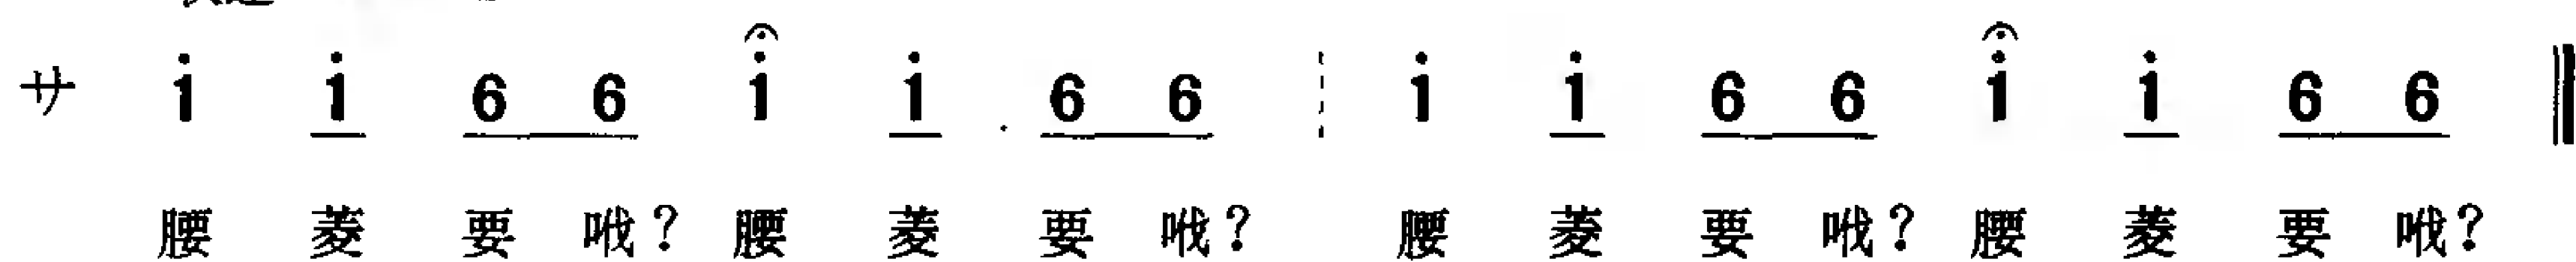 サ i i 6 6 i i 6 6 i i 6 6 i i 6 6
腰 菱 要 哦? 腰 菱 要 哦? 腰 菱 要 哦? 腰 菱 要 哦?